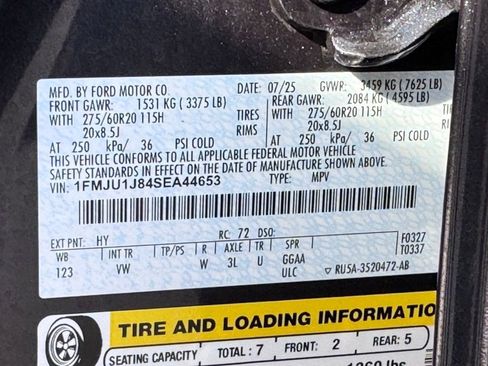 MFD. BY FORD MOTOR CO. 07/25 GVWR: 3459 KG (7625 LB)
FRONT GAWR: 1531 KG (3375 LB) REAR GAWR: 2084 KG (4595 LB)
WITH 275/60R20 115H TIRES WITH 275/60R20 115H
20x8.5J RIMS 20x8.5J
AT 250 kPa/ 36 PSI COLD AT 250 kPa/ 36 PSI COLD
THIS VEHICLE CONFORMS TO ALL APPLICABLE FEDERAL MOTOR VEHICLE
SAFETY STANDARDS IN EFFECT ON THE DATE OF MANUFACTURE SHOWN ABOVE.
VIN: 1FMJU1J84SEA44653 TYPE: MPV
EXT PNT: HY RC: 72 DSO: F0327
WB INT TR TP/PS R AXLE TR SPR T0337
123 VW W 3L U GGAA
ULC ▽ RU5A-3520472-AB
TIRE AND LOADING INFORMATION
SEATING CAPACITY TOTAL : 7 FRONT: 2 REAR: 5